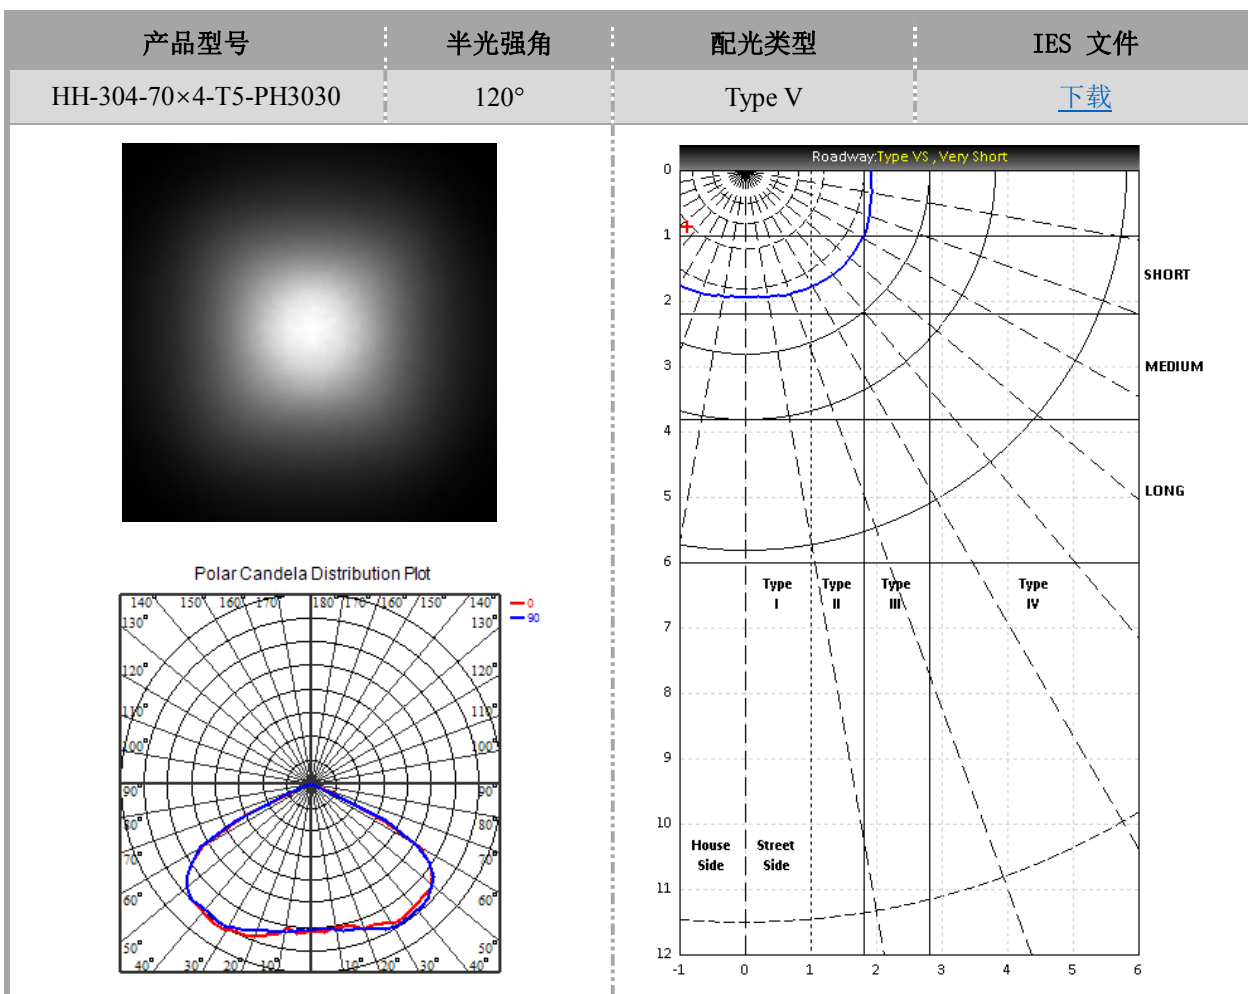 产品型号 半光强角 配光类型 IES 文件
HH-304-70×4-T5-PH3030 120° Type V 下载
Roadway:Type VS , Very Short
0
1
2
3
4
5
6
7
8
9
10
11
12
-1 0 1 2 3 4 5 6
SHORT
MEDIUM
LONG
Type I
Type II
Type III
Type IV
House Side
Street Side
Polar Candela Distribution Plot
0
90
140° 150° 160° 170° 180° 170° 160° 150° 140°
130° 130°
120° 120°
110° 110°
100° 100°
90° 90°
80° 80°
70° 70°
60° 60°
50° 50°
40° 30° 20° 10° 10° 20° 30° 40°